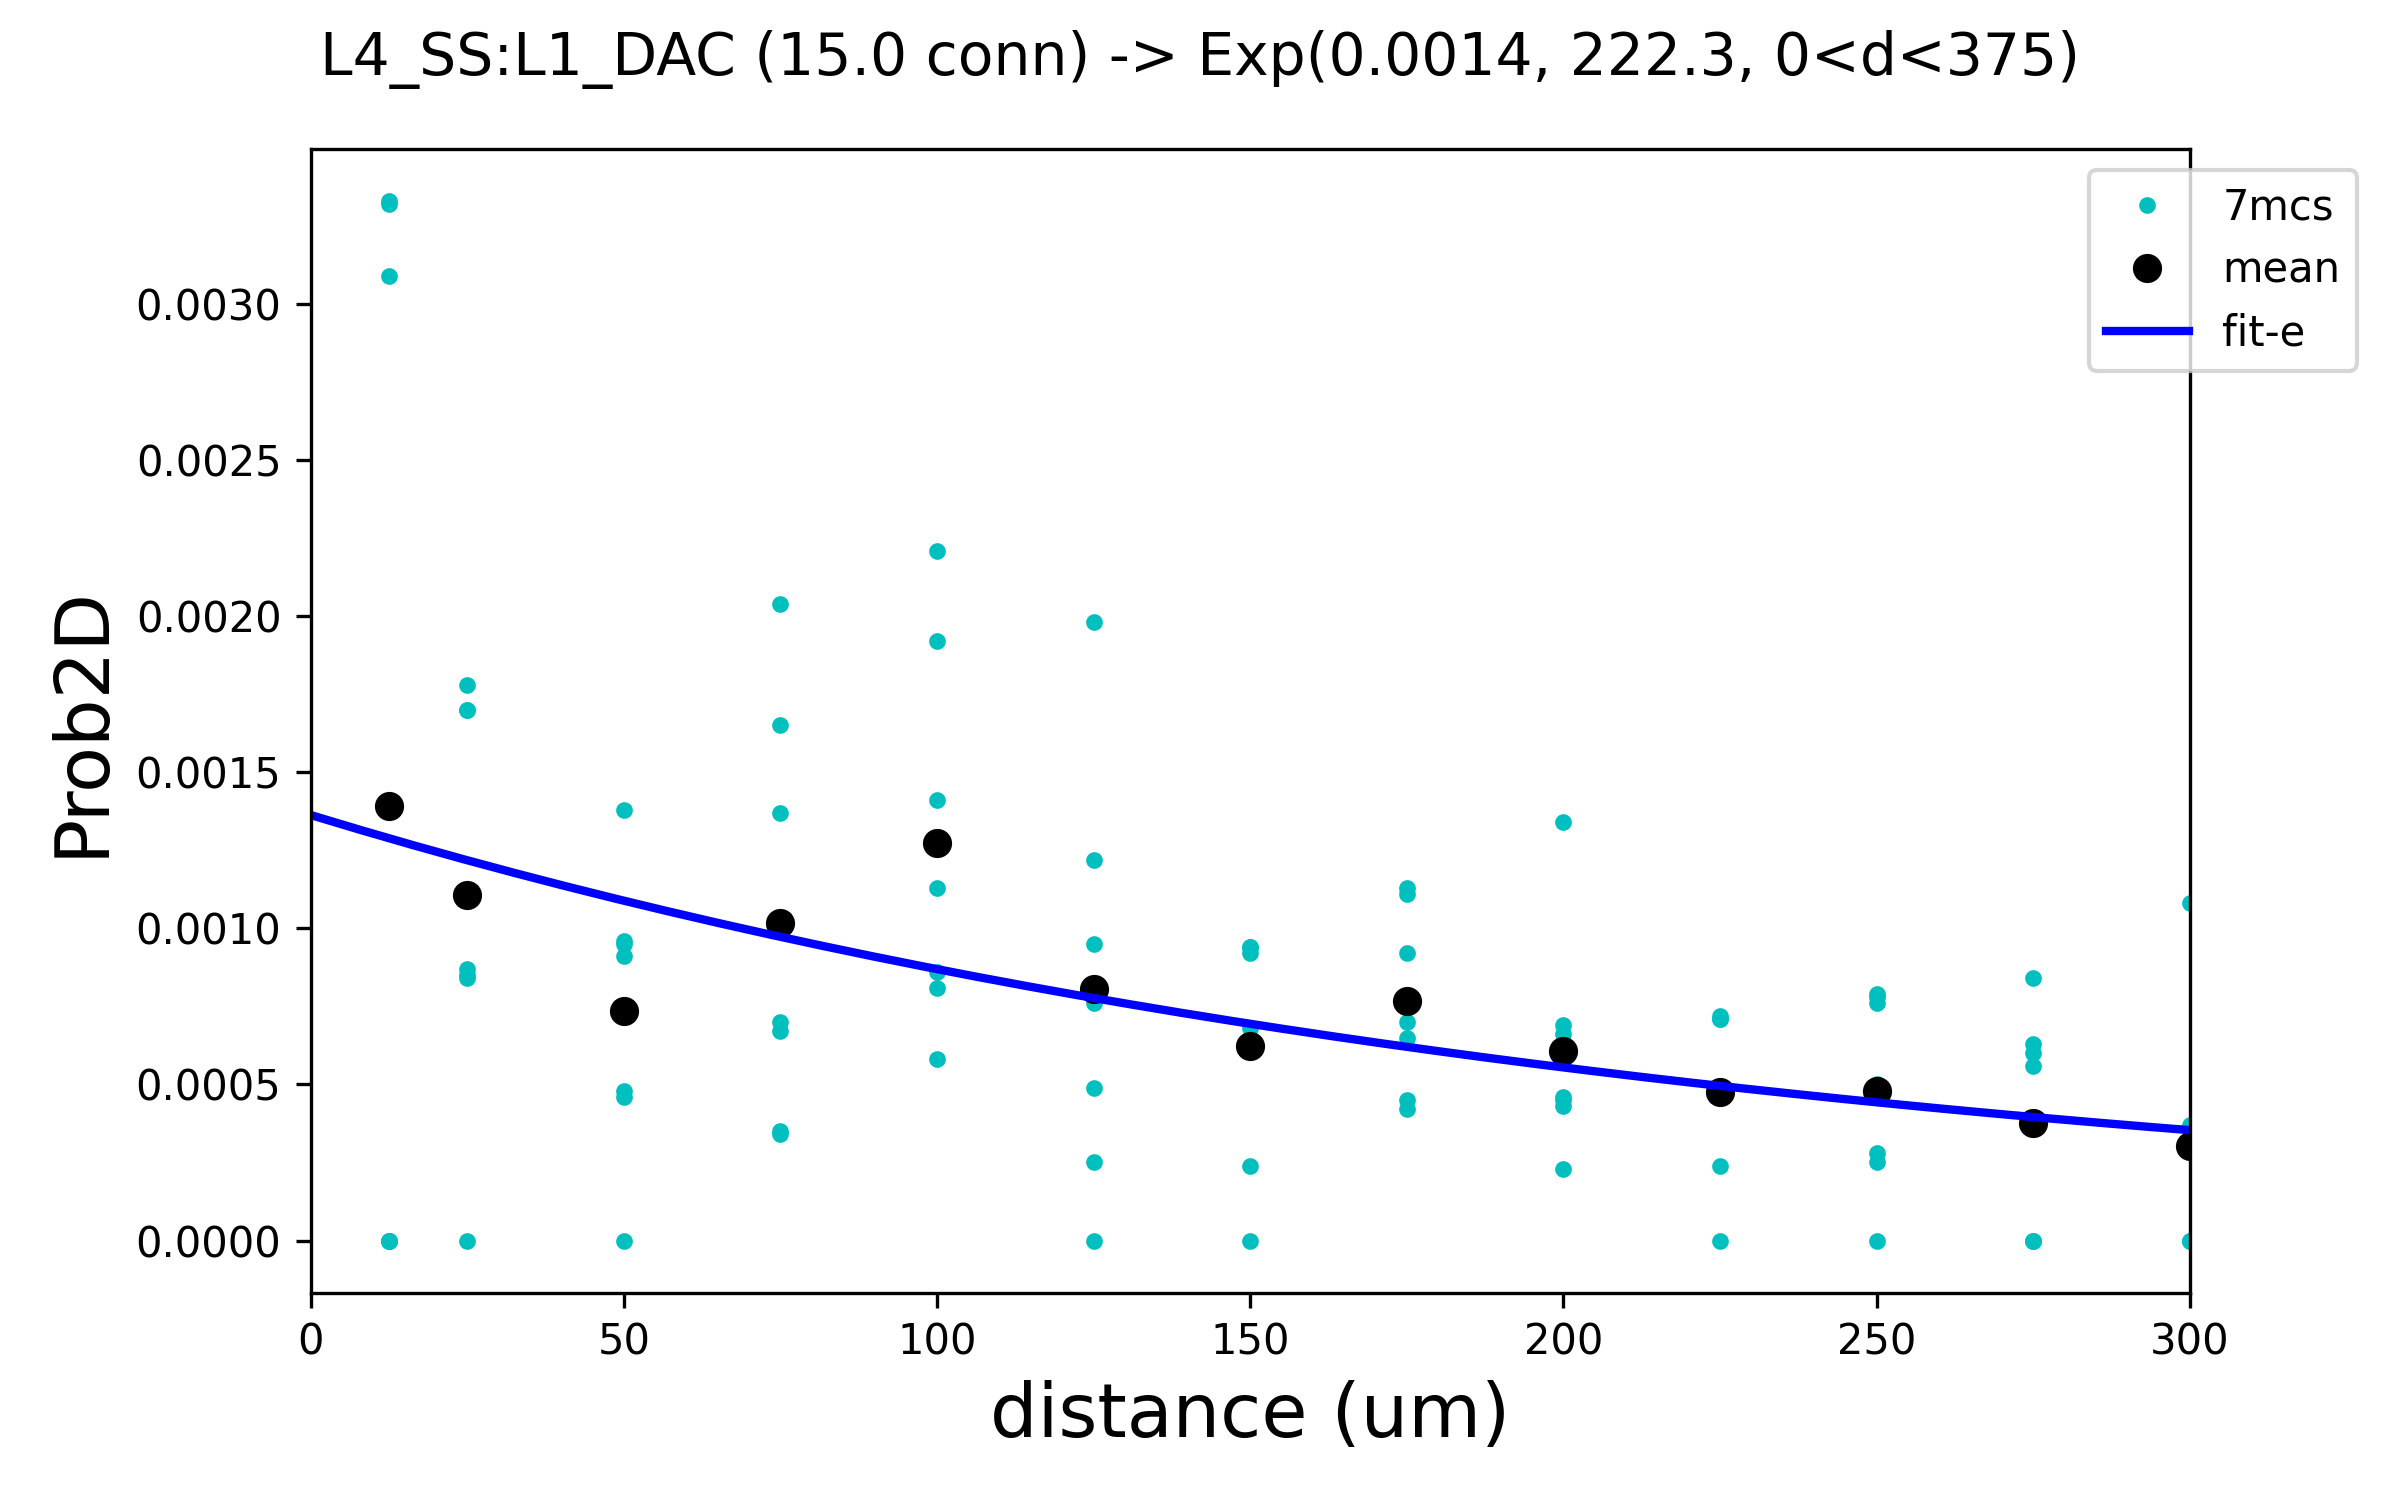 L4_SS:L1_DAC (15.0 conn) -> Exp(0.0014, 222.3, 0<d<375)
7mcs
mean
fit-e
Prob2D
0.0030
0.0025
0.0020
0.0015
0.0010
0.0005
0.0000
0 50 100 150 200 250 300
distance (um)